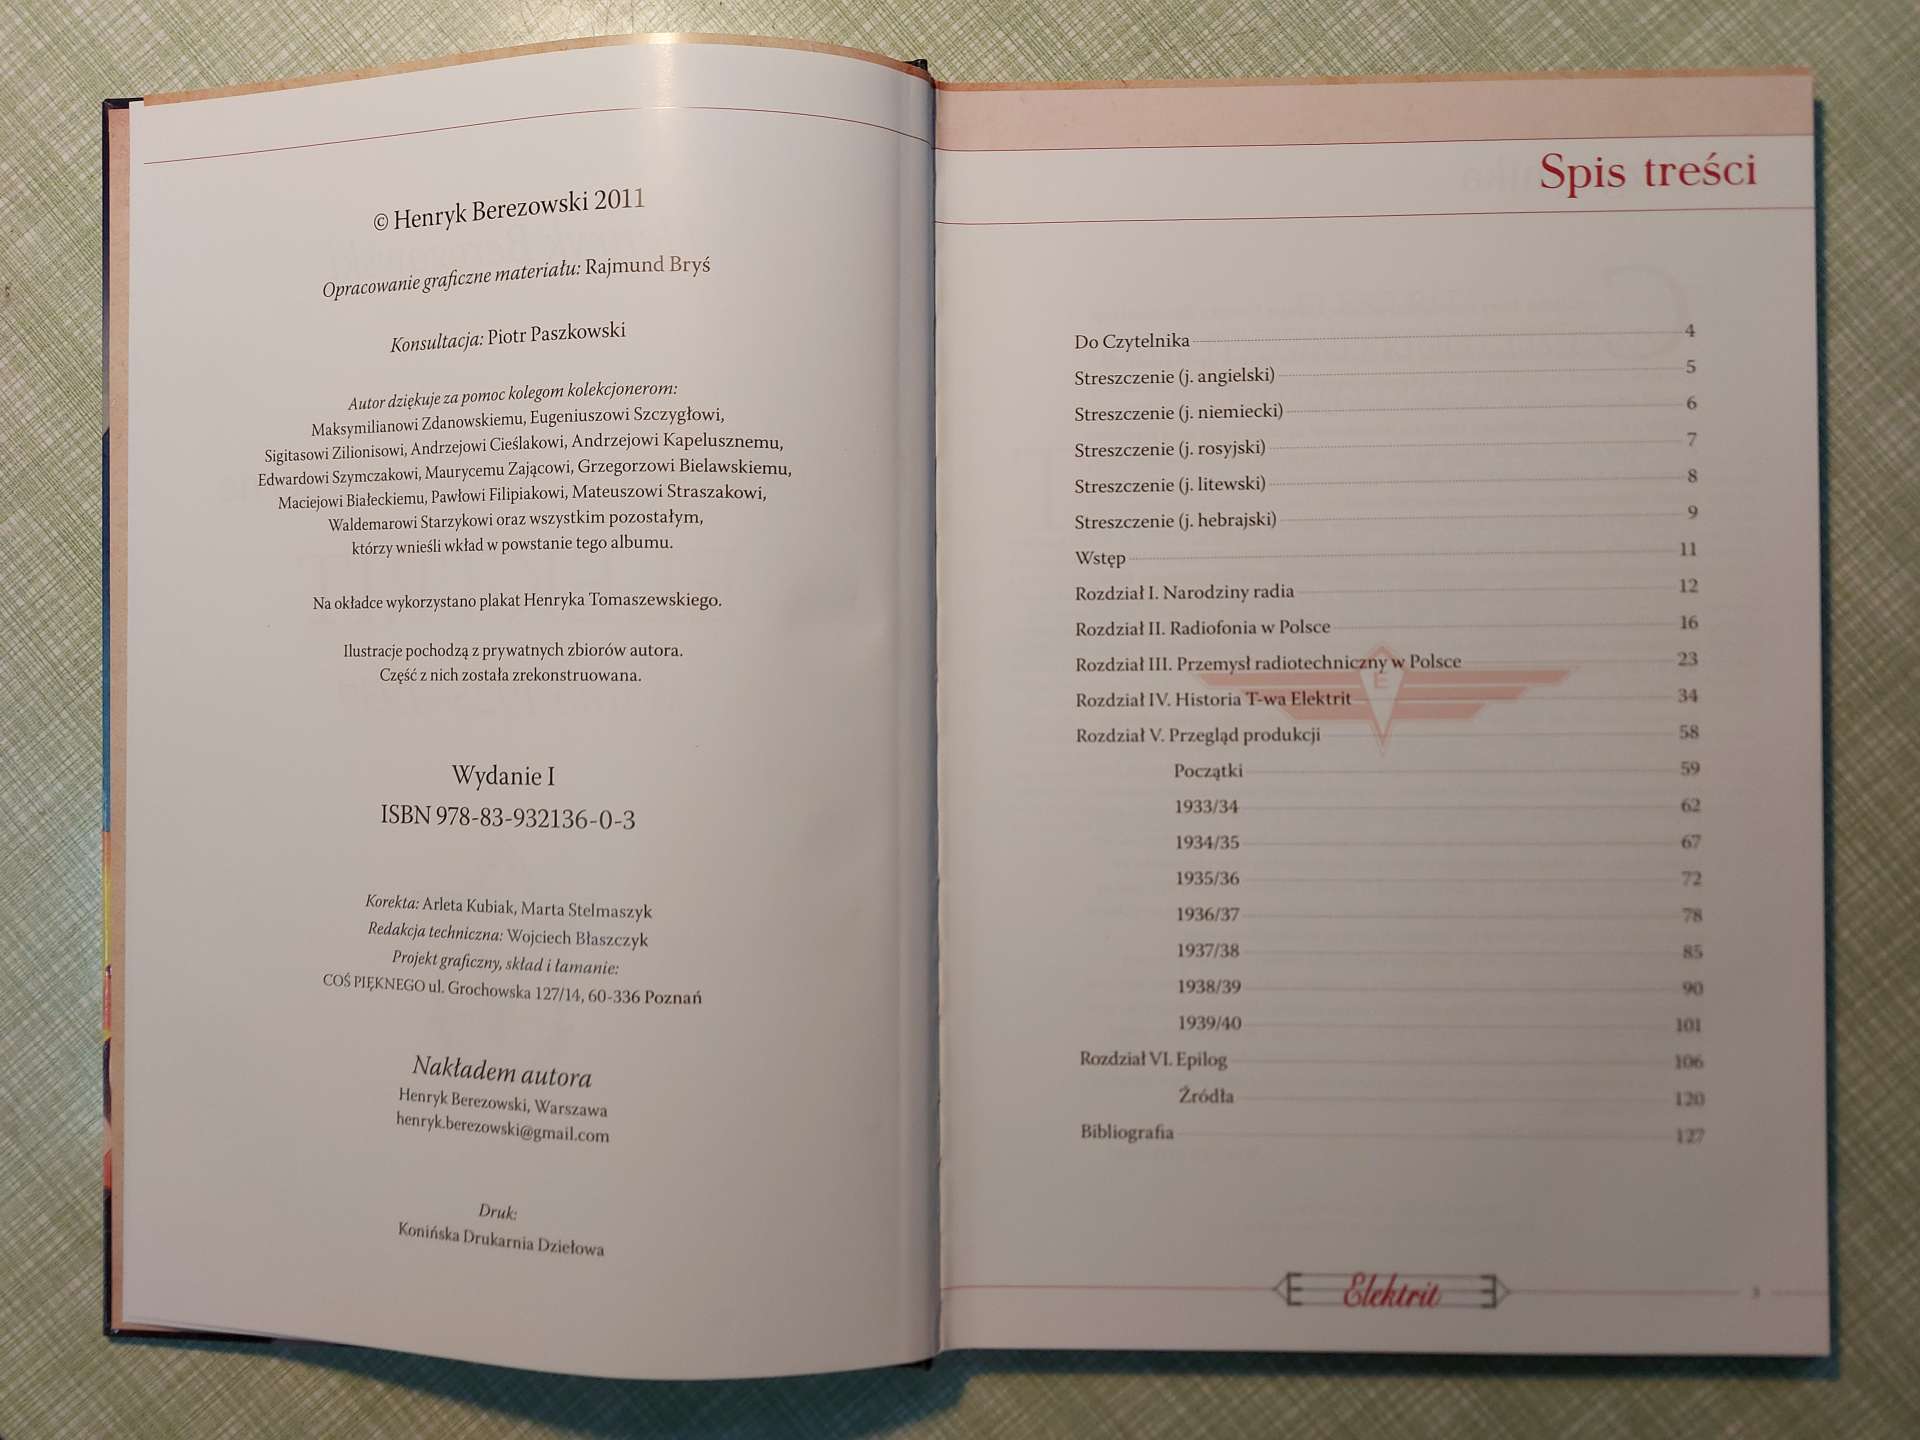 © Henryk Berezowski 2011
Opracowanie graficzne materiału: Rajmund Bryś
Konsultacja: Piotr Paszkowski
Autor dziękuje za pomoc kolegom kolekcjonerom:
Maksymilianowi Zdanowskiemu, Eugeniuszowi Szczygłowi,
Sigitasowi Zilionisowi, Andrzejowi Cieślakowi, Andrzejowi Kapelusznemu,
Edwardowi Szymczakowi, Maurycemu Zającowi, Grzegorzowi Bielawskiemu,
Maciejowi Białeckiemu, Pawłowi Filipiakowi, Mateuszowi Straszakowi,
Waldemarowi Starzykowi oraz wszystkim pozostałym,
którzy wnieśli wkład w powstanie tego albumu.
Na okładce wykorzystano plakat Henryka Tomaszewskiego.
Ilustracje pochodzą z prywatnych zbiorów autora.
Część z nich została zrekonstruowana.
Wydanie I
ISBN 978-83-932136-0-3
Korekta: Arleta Kubiak, Marta Stelmaszyk
Redakcja techniczna: Wojciech Błaszczyk
Projekt graficzny, skład i łamanie:
COŚ PIĘKNEGO ul. Grochowska 127/14, 60-336 Poznań
Nakładem autora
Henryk Berezowski, Warszawa
henryk.berezowski@gmail.com
Druk:
Konińska Drukarnia Dziełowa
Spis treści
Do Czytelnika 4
Streszczenie (j. angielski) 5
Streszczenie (j. niemiecki) 6
Streszczenie (j. rosyjski) 7
Streszczenie (j. litewski) 8
Streszczenie (j. hebrajski) 9
Wstęp 11
Rozdział I. Narodziny radia 12
Rozdział II. Radiofonia w Polsce 16
Rozdział III. Przemysł radiotechniczny w Polsce 23
Rozdział IV. Historia T-wa Elektrit 34
Rozdział V. Przegląd produkcji 58
Początki 59
1933/34 62
1934/35 67
1935/36 72
1936/37 78
1937/38 85
1938/39 90
1939/40 101
Rozdział VI. Epilog 106
Źródła 120
Bibliografia 127
E
Elektrit
3